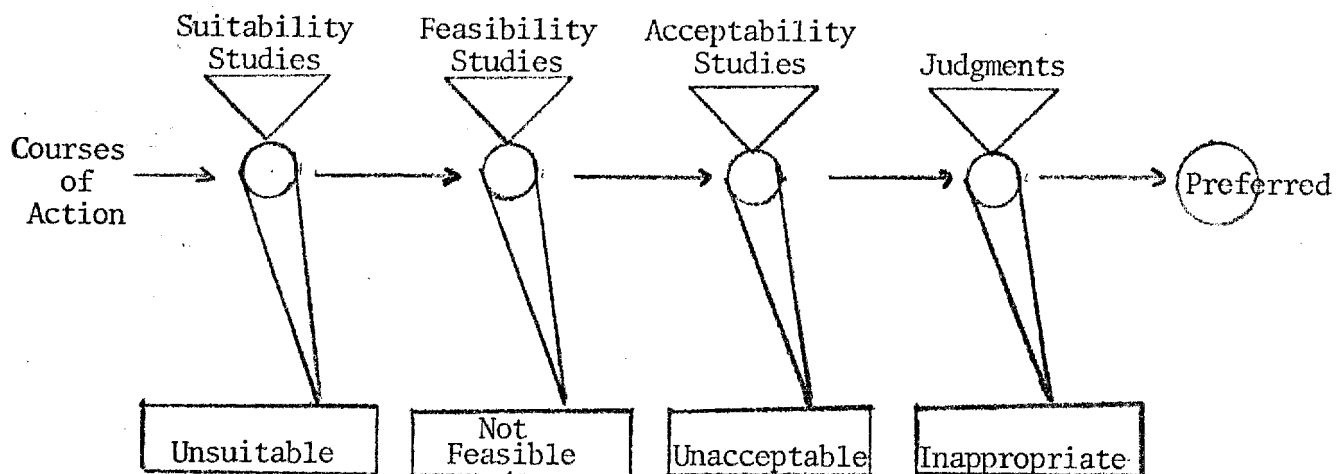 Suitability
Studies
Feasibility
Studies
Acceptability
Studies
Judgments
Courses
of
Action
Preferred
Unsuitable
Not
Feasible
Unacceptable
Inappropriate